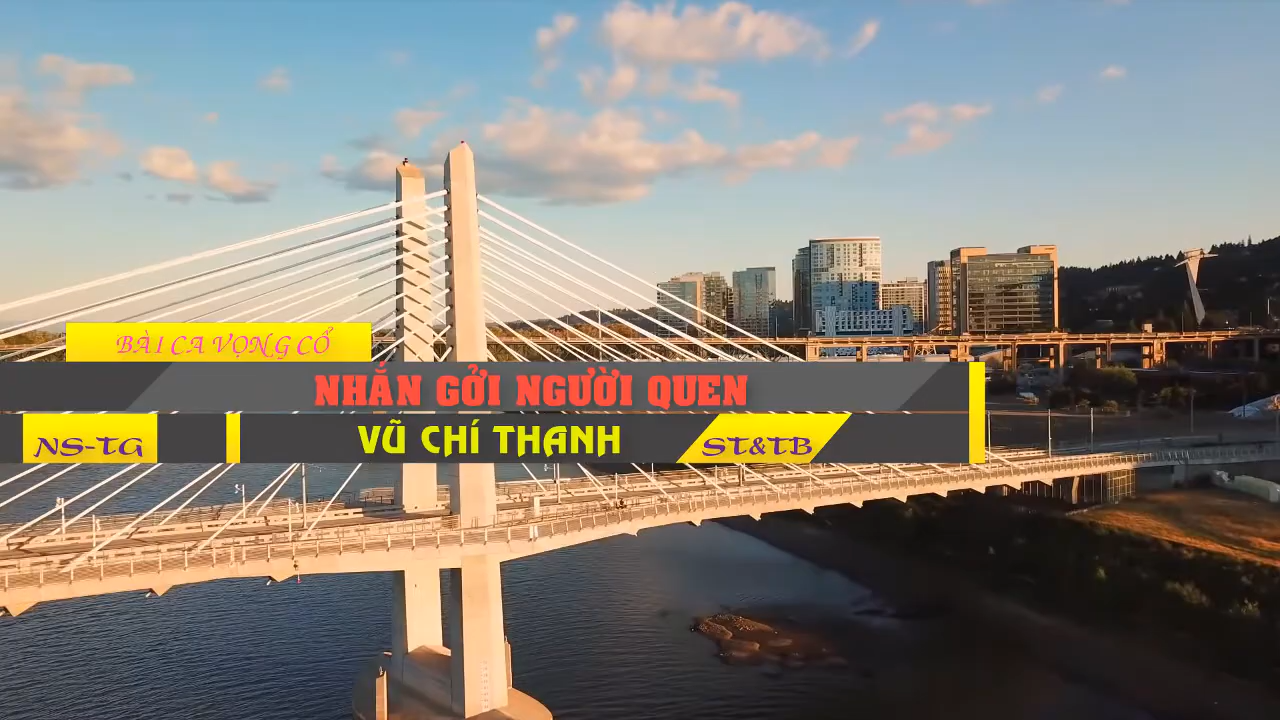 BÀI CA VỌNG CỔ
NHẮN GỞI NGƯỜI QUEN
NS-TG VŨ CHÍ THANH ST&TB